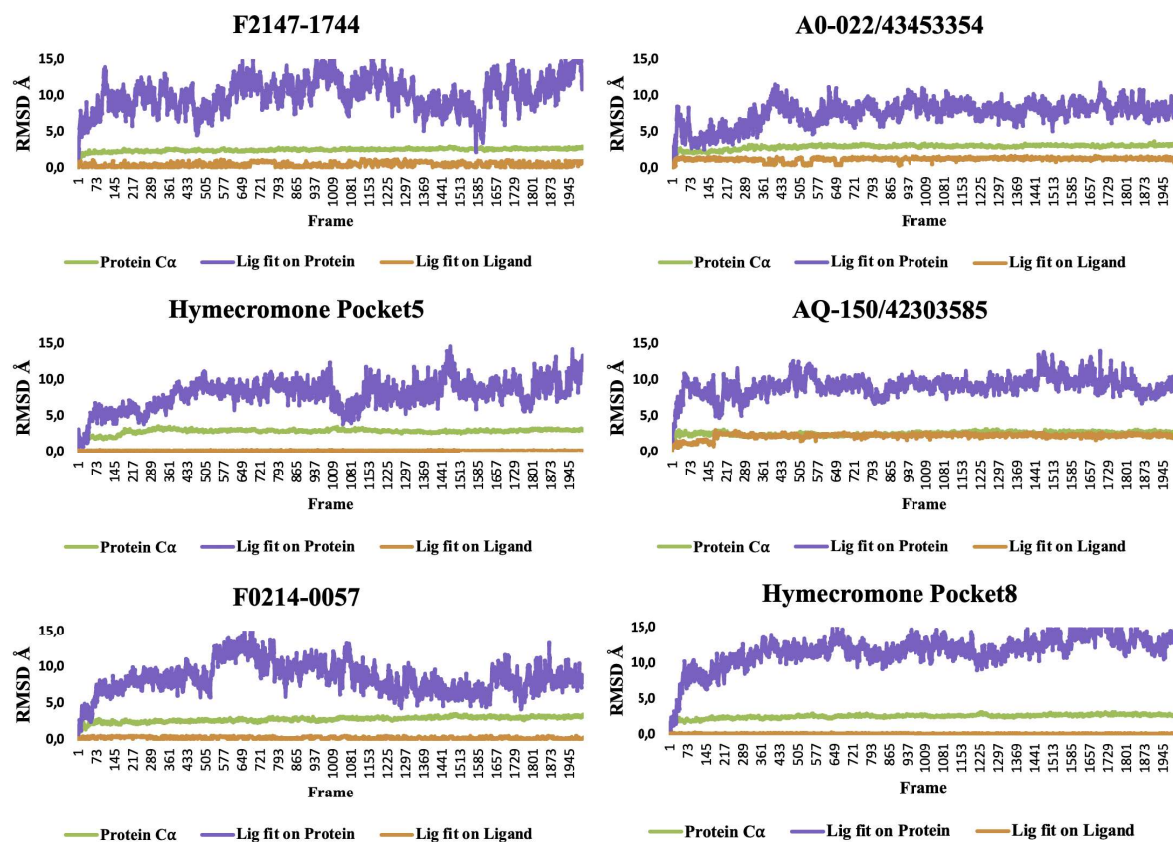 F2147-1744
RMSD Å
15,0
10,0
5,0
0,0
1 73 145 217 289 361 433 505 577 649 721 793 865 937 1009 1081 1153 1225 1297 1369 1441 1513 1585 1657 1729 1801 1873 1945
Frame
Protein Cα Lig fit on Protein Lig fit on Ligand
A0-022/43453354
RMSD Å
15,0
10,0
5,0
0,0
1 73 145 217 289 361 433 505 577 649 721 793 865 937 1009 1081 1153 1225 1297 1369 1441 1513 1585 1657 1729 1801 1873 1945
Frame
Protein Cα Lig fit on Protein Lig fit on Ligand
Hymecromone Pocket5
RMSD Å
15,0
10,0
5,0
0,0
1 73 145 217 289 361 433 505 577 649 721 793 865 937 1009 1081 1153 1225 1297 1369 1441 1513 1585 1657 1729 1801 1873 1945
Frame
Protein Cα Lig fit on Protein Lig fit on Ligand
AQ-150/42303585
RMSD Å
15,0
10,0
5,0
0,0
1 73 145 217 289 361 433 505 577 649 721 793 865 937 1009 1081 1153 1225 1297 1369 1441 1513 1585 1657 1729 1801 1873 1945
Frame
Protein Cα Lig fit on Protein Lig fit on Ligand
F0214-0057
RMSD Å
15,0
10,0
5,0
0,0
1 73 145 217 289 361 433 505 577 649 721 793 865 937 1009 1081 1153 1225 1297 1369 1441 1513 1585 1657 1729 1801 1873 1945
Frame
Protein Cα Lig fit on Protein Lig fit on Ligand
Hymecromone Pocket8
RMSD Å
15,0
10,0
5,0
0,0
1 73 145 217 289 361 433 505 577 649 721 793 865 937 1009 1081 1153 1225 1297 1369 1441 1513 1585 1657 1729 1801 1873 1945
Frame
Protein Cα Lig fit on Protein Lig fit on Ligand